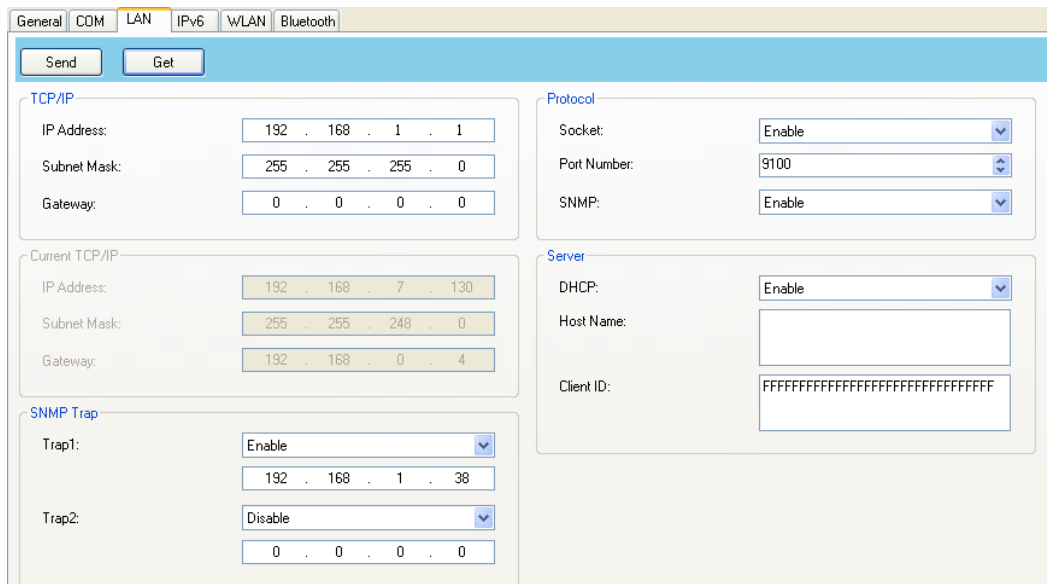 General COM LAN IPv6 WLAN Bluetooth
Send Get
TCP/IP
IP Address: 192 . 168 . 1 . 1
Subnet Mask: 255 . 255 . 255 . 0
Gateway: 0 . 0 . 0 . 0
Current TCP/IP
IP Address: 192 . 168 . 7 . 130
Subnet Mask: 255 . 255 . 248 . 0
Gateway: 192 . 168 . 0 . 4
SNMP Trap
Trap1: Enable
192 . 168 . 1 . 38
Trap2: Disable
0 . 0 . 0 . 0
Protocol
Socket: Enable
Port Number: 9100
SNMP: Enable
Server
DHCP: Enable
Host Name:
Client ID: FFFFFFFFFFFFFFFFFFFFFFFFFFFFFFFF